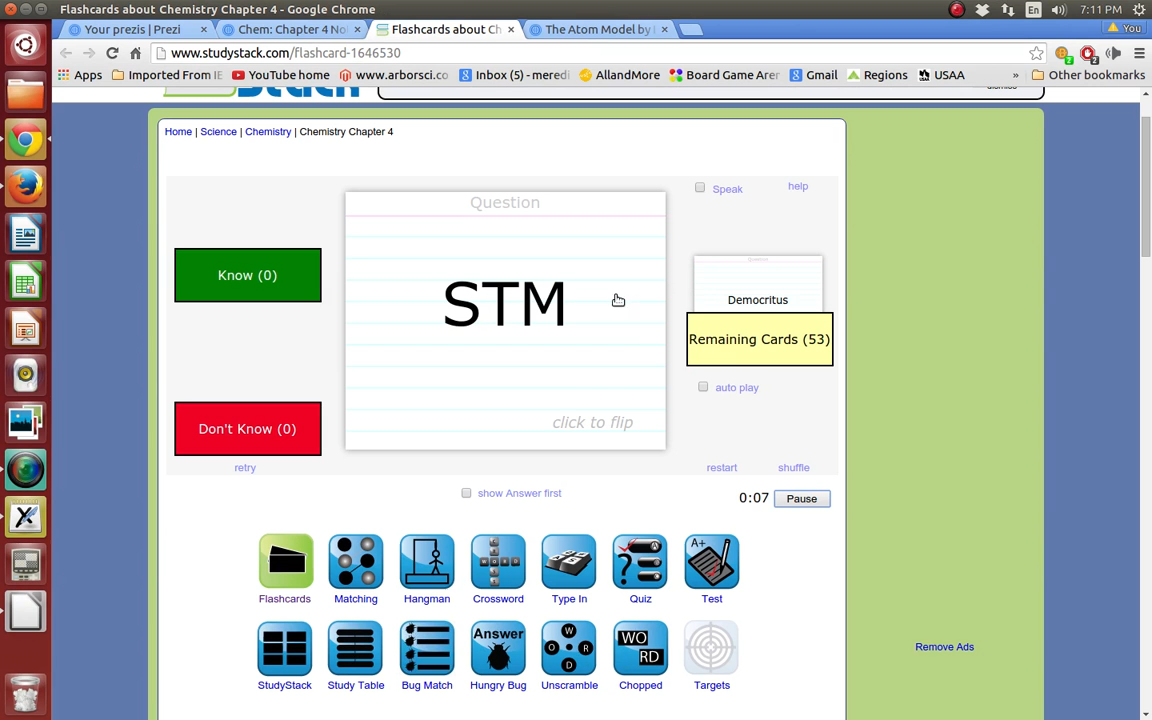 Flashcards about Chemistry Chapter 4 - Google Chrome
En 7:11 PM
Your prezis | Prezi
Chem: Chapter 4 No
Flashcards about Ch
The Atom Model by
You
www.studystack.com/flashcard-1646530
Apps
Imported From IE
YouTube home
www.arborsci.co
Inbox (5) - meredi
AllandMore
Board Game Aren
Gmail
Regions
USAA
»
Other bookmarks
Home | Science | Chemistry | Chemistry Chapter 4
Question
Speak
help
Know (0)
STM
Democritus
Remaining Cards (53)
auto play
click to flip
Don't Know (0)
retry
restart
shuffle
show Answer first
0:07
Pause
Flashcards
Matching
Hangman
Crossword
Type In
Quiz
Test
StudyStack
Study Table
Bug Match
Hungry Bug
Unscramble
Chopped
Targets
Remove Ads